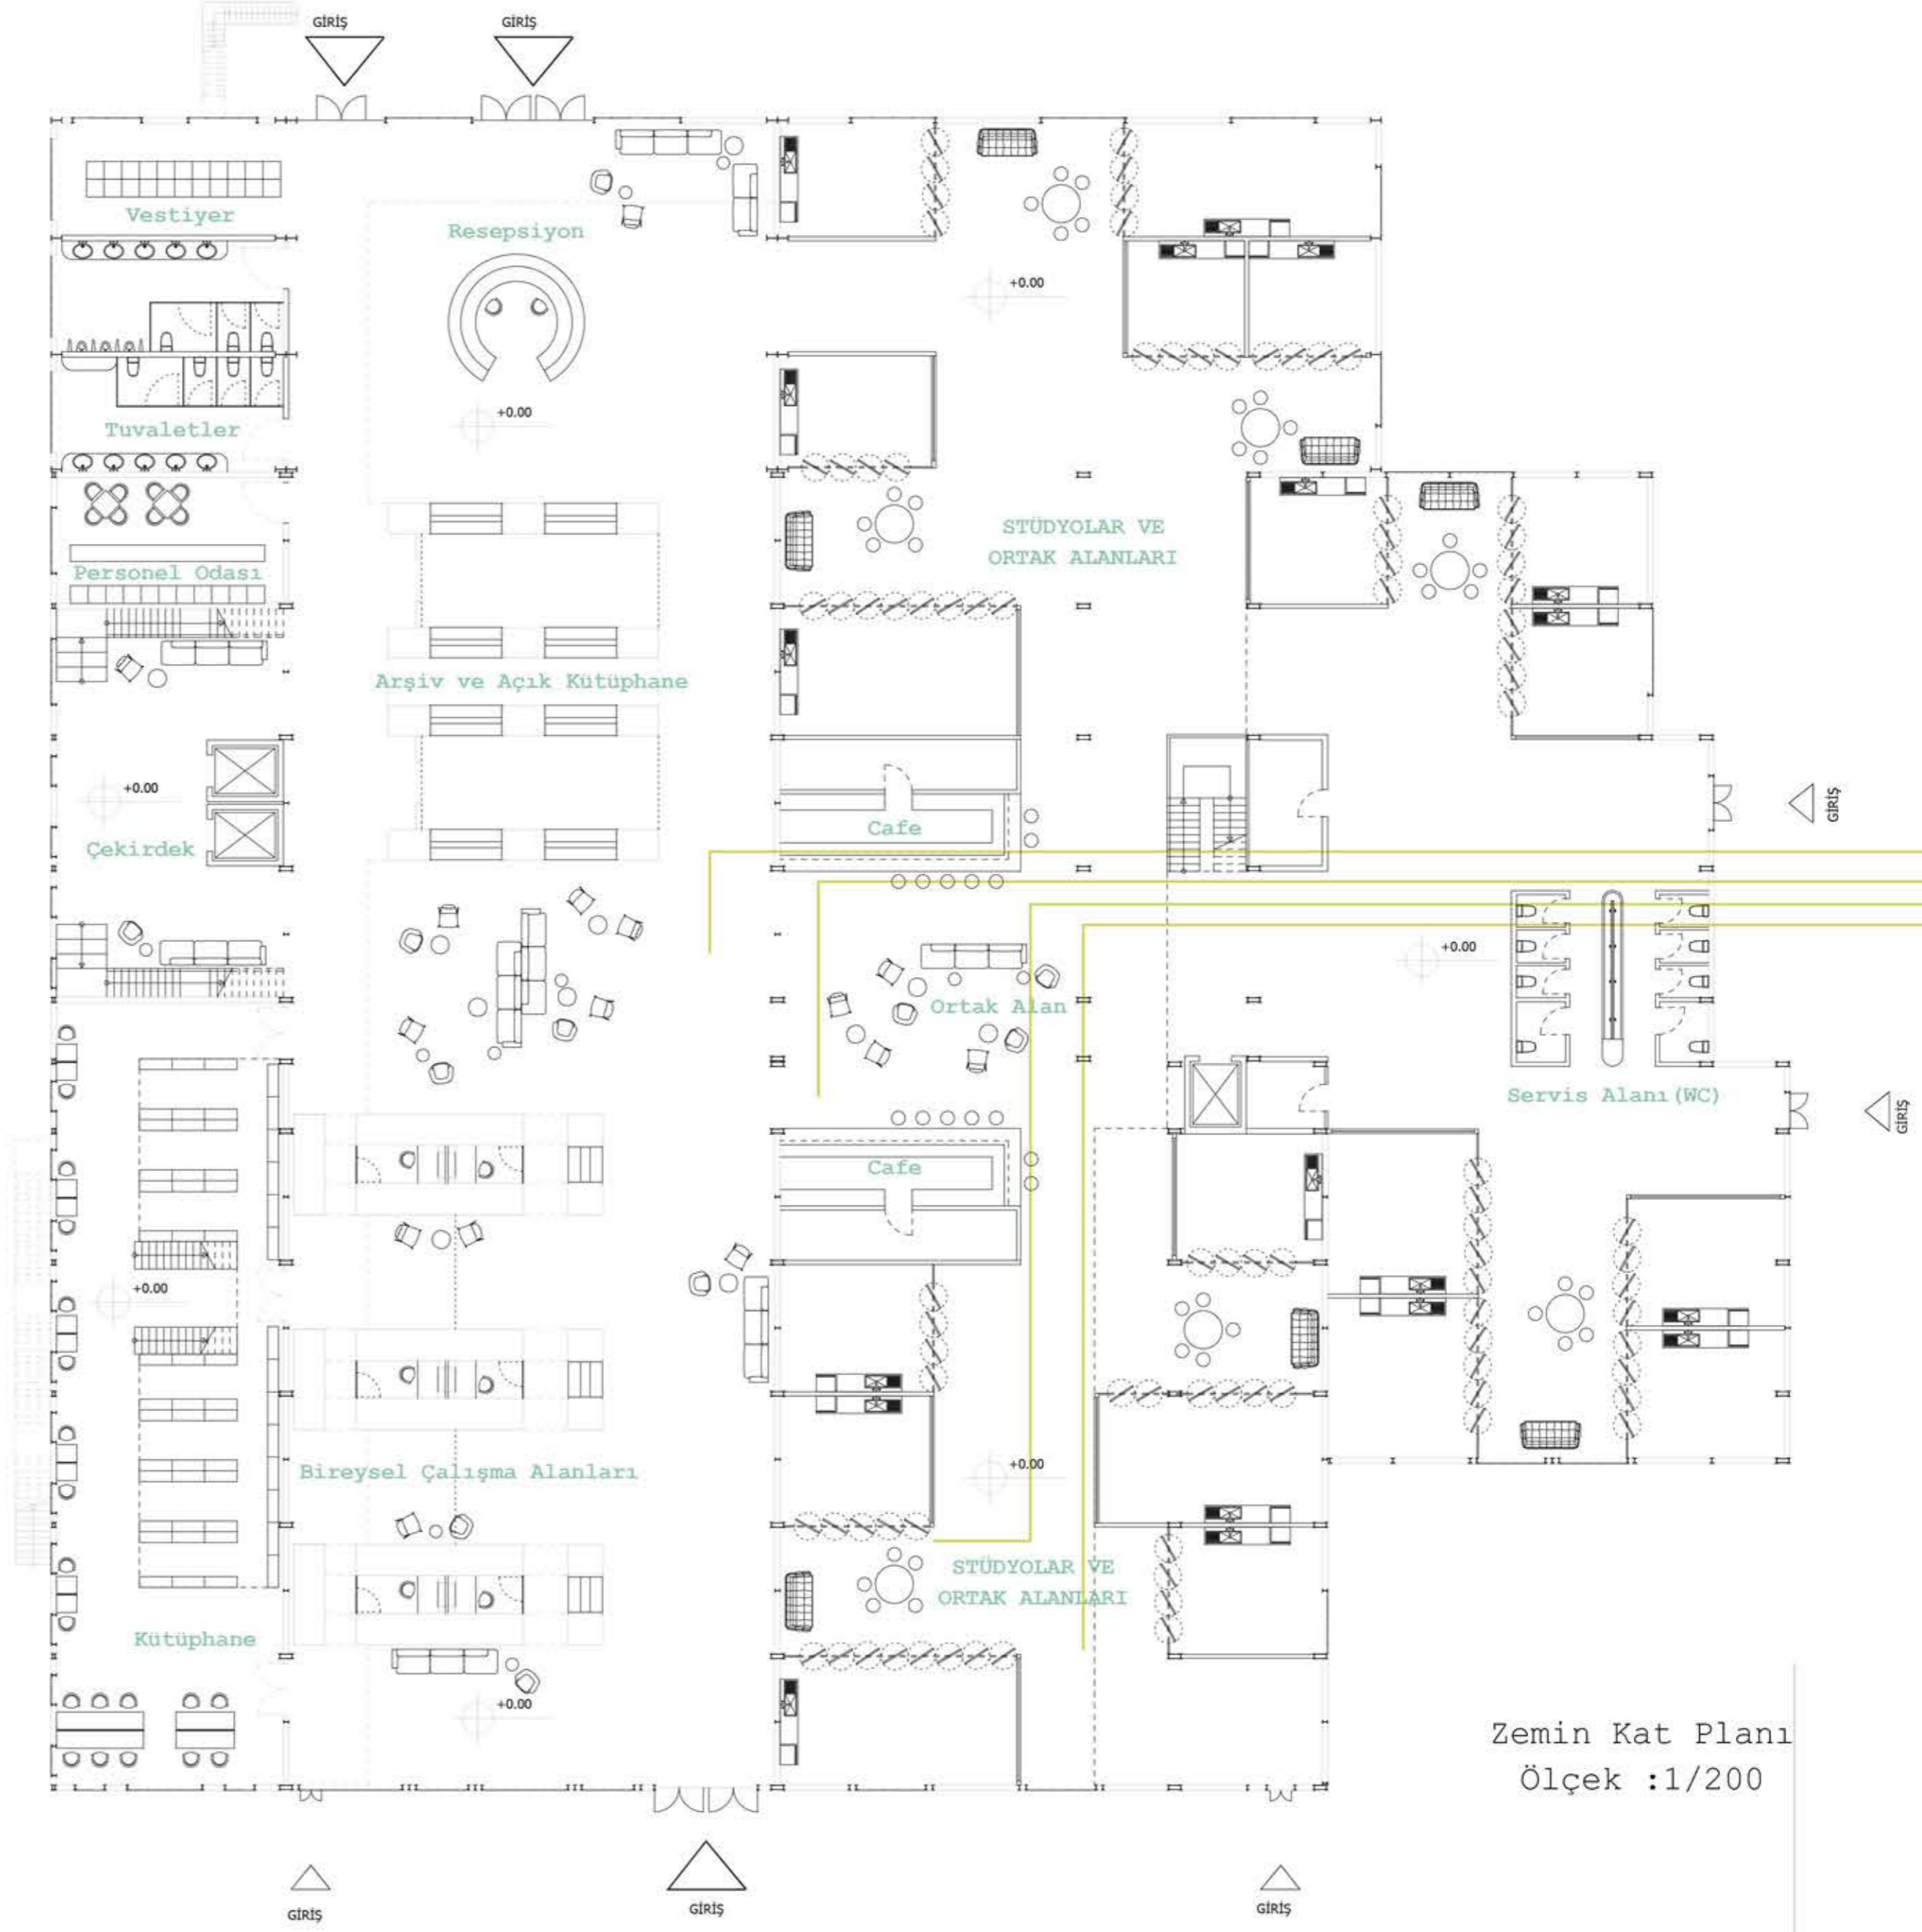 GİRİŞ
GİRİŞ
Vestiyer
Resepsiyon
+0.00
+0.00
Tuvaletler
STÜDYOLAR VE
ORTAK ALANLARI
Personel Odası
Arşiv ve Açık Kütüphane
+0.00
GİRİŞ
Cafe
Çekirdek
+0.00
Ortak Alan
Servis Alanı(WC)
GİRİŞ
Cafe
+0.00
+0.00
Bireysel Çalışma Alanları
STÜDYOLAR VE
ORTAK ALANLARI
Kütüphane
+0.00
Zemin Kat Planı
Ölçek :1/200
GİRİŞ
GİRİŞ
GİRİŞ